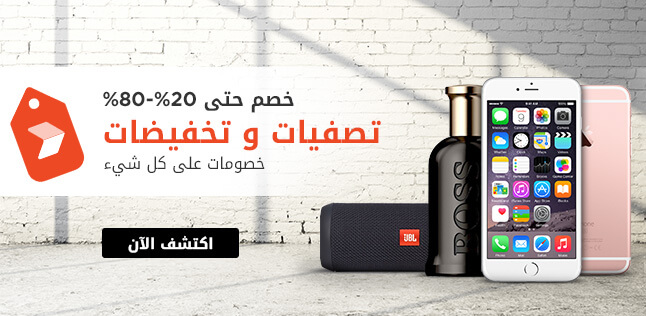 خصم حتى 20%-80%
تصفيات و تخفيضات
خصومات على كل شيء
اكتشف الآن
JBL
BOSS